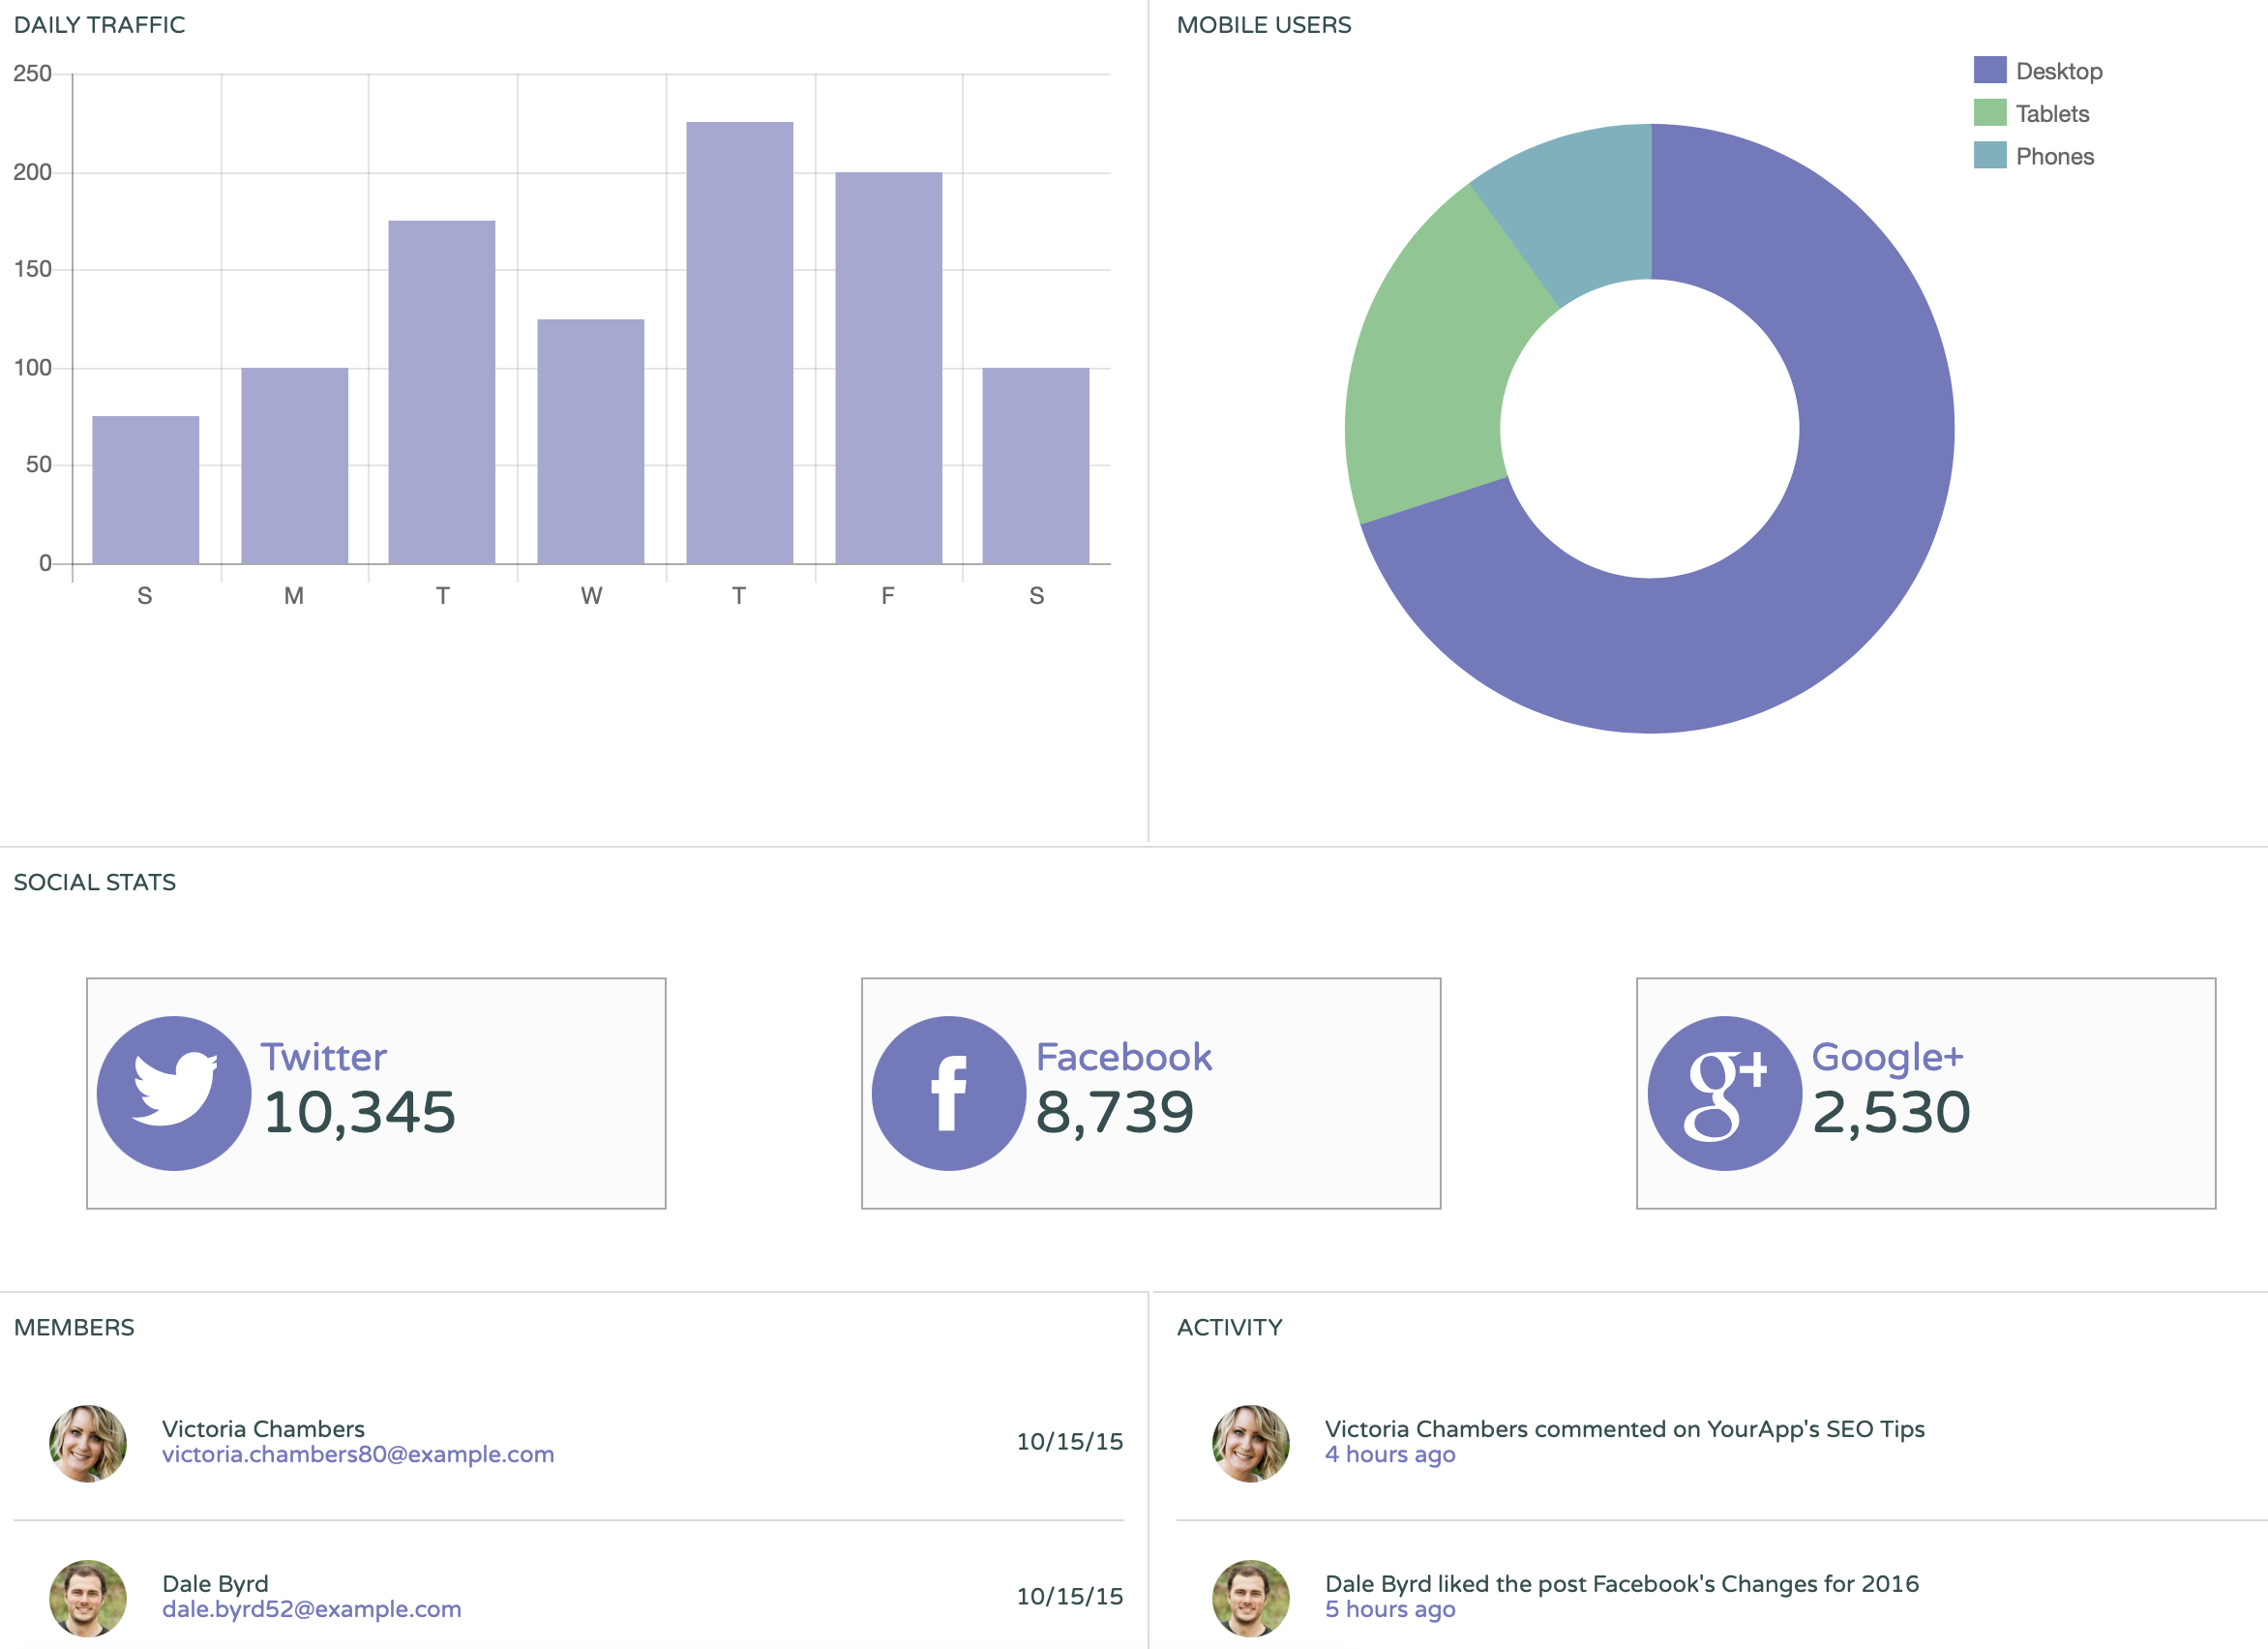 DAILY TRAFFIC
250
200
150
100
50
0
S M T W T F S
MOBILE USERS
Desktop
Tablets
Phones
SOCIAL STATS
Twitter
10,345
Facebook
8,739
g+
Google+
2,530
MEMBERS
Victoria Chambers
victoria.chambers80@example.com
10/15/15
Dale Byrd
dale.byrd52@example.com
10/15/15
ACTIVITY
Victoria Chambers commented on YourApp's SEO Tips
4 hours ago
Dale Byrd liked the post Facebook's Changes for 2016
5 hours ago